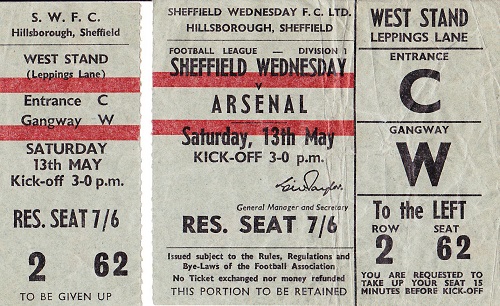 S. W. F. C.
Hillsborough, Sheffield
WEST STAND
(Leppings Lane)
Entrance C
Gangway W
SATURDAY
13th MAY
Kick-off 3-0 p.m.
RES. SEAT 7/6
2 62
TO BE GIVEN UP
SHEFFIELD WEDNESDAY F.C. LTD.
HILLSBOROUGH, SHEFFIELD
FOOTBALL LEAGUE — DIVISION 1
SHEFFIELD WEDNESDAY
v
ARSENAL
Saturday, 13th May
KICK-OFF 3-0 p.m.
General Manager and Secretary
RES. SEAT 7/6
Issued subject to the Rules, Regulations and
Bye-Laws of the Football Association
No Ticket exchanged nor money refunded
THIS PORTION TO BE RETAINED
WEST STAND
LEPPINGS LANE
ENTRANCE
C
GANGWAY
W
To the LEFT
ROW SEAT
2 62
YOU ARE REQUESTED TO
TAKE UP YOUR SEAT 15
MINUTES BEFORE KICK-OFF